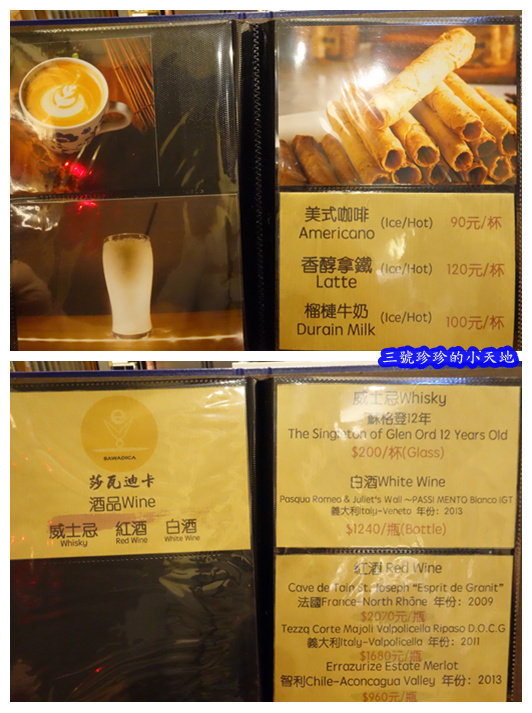 美式咖啡 (Ice/Hot) 90元/杯
Americano
香醇拿鐵 (Ice/Hot) 120元/杯
Latte
榴槤牛奶 (Ice/Hot) 100元/杯
Durain Milk
三號珍珍的小天地
SAWADICA
莎瓦迪卡
酒品Wine
威士忌 紅酒 白酒
Whisky Red Wine White Wine
威士忌Whisky
蘇格登12年
The Singleton of Glen Ord 12 Years Old
$200/杯(Glass)
白酒White Wine
Pasqua Romeo & Juliet's Wall ~PASSI MENTO Bianco IGT
義大利Italy-Veneto 年份: 2013
$1240/瓶(Bottle)
紅酒 Red Wine
Cave de Tain St. Joseph "Esprit de Granit"
法國France-North Rhône 年份: 2009
$2070元/瓶
Tezza Corte Majoli Valpolicella Ripaso D.O.C.G
義大利Italy-Valpolicella 年份: 2011
$1680元/瓶
Errazurize Estate Merlot
智利Chile-Aconcagua Valley 年份: 2013
$960元/瓶